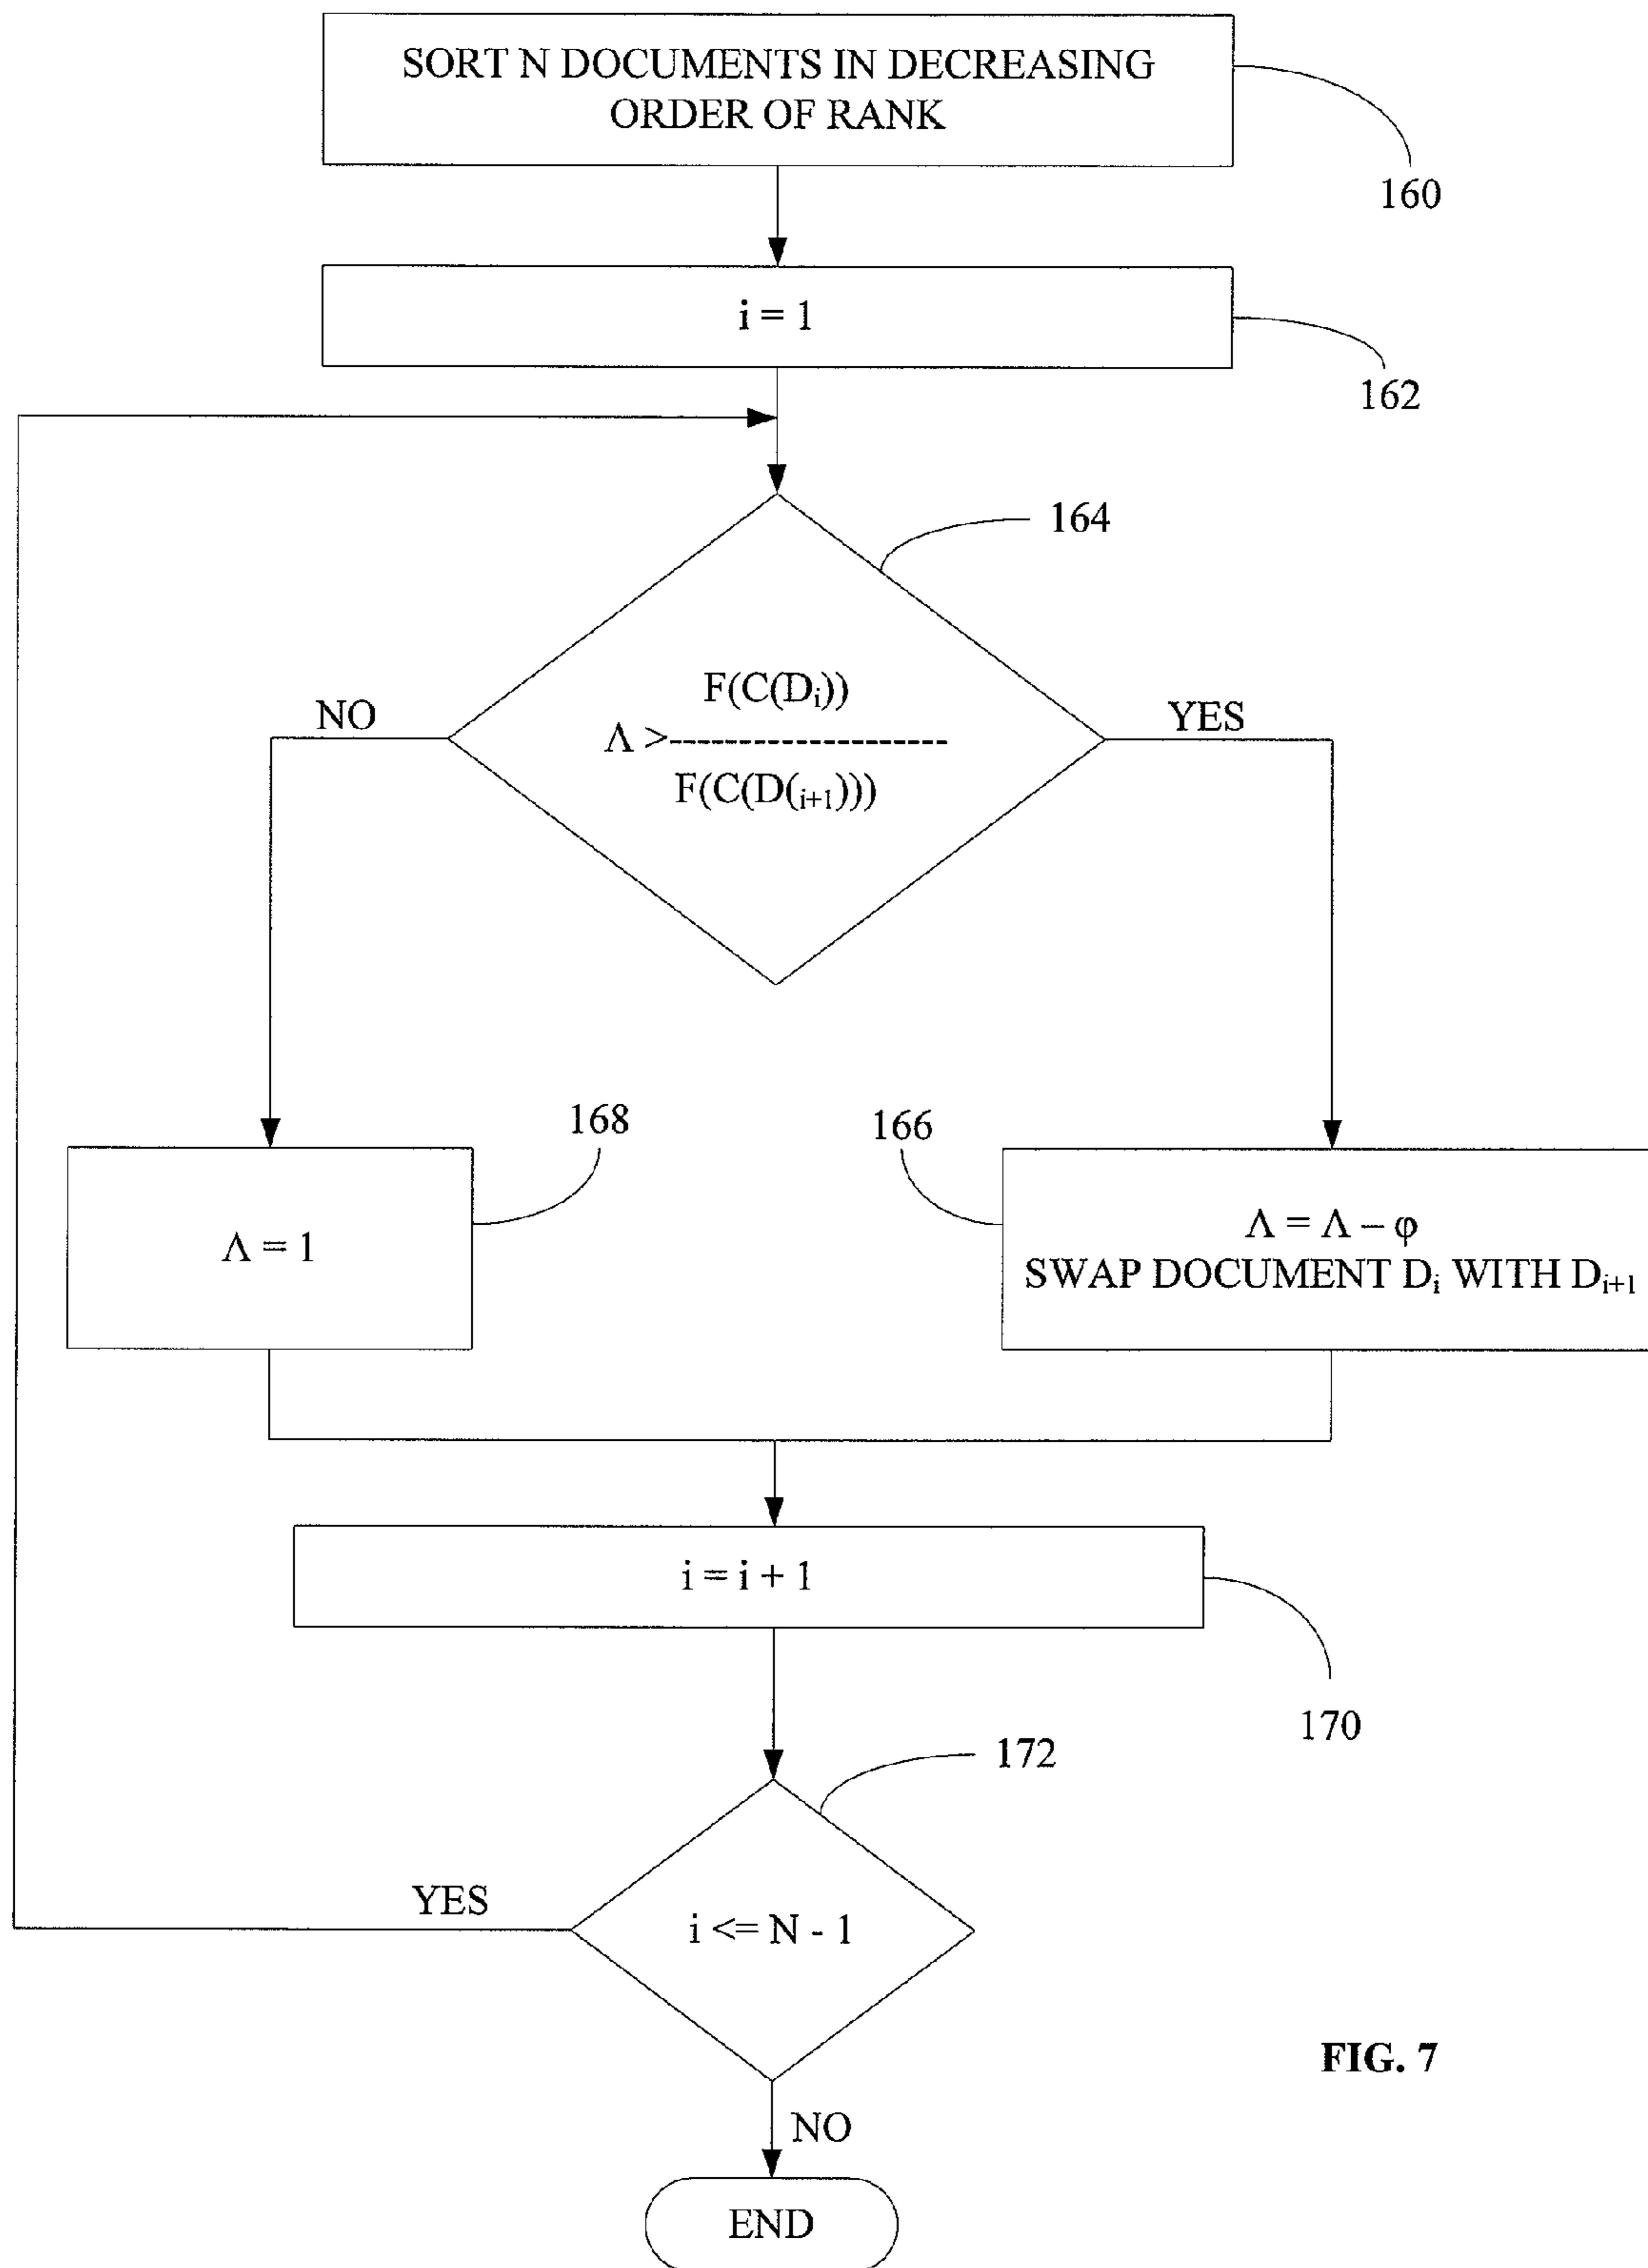 SORT N DOCUMENTS IN DECREASING
ORDER OF RANK
160
i = 1
162
164
F(C(Dᵢ))
Λ >----------------------
F(C(D(ᵢ₊₁)))
NO
YES
168
166
Λ = 1
Λ = Λ – φ
SWAP DOCUMENT Dᵢ WITH Dᵢ₊₁
i = i + 1
170
172
YES
i <= N - 1
NO
FIG. 7
END